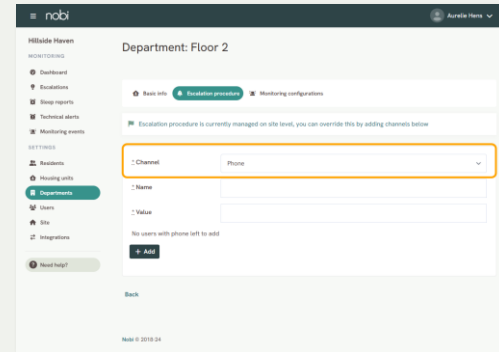 nobi
Aurelie Hens
Hillside Haven
MONITORING
Dashboard
Escalations
Sleep reports
Technical alerts
Monitoring events
SETTINGS
Residents
Housing units
Departments
Users
Site
Integrations
Need help?
Department: Floor 2
Basic info
Escalation procedure
Monitoring configurations
Escalation procedure is currently managed on site level, you can override this by adding channels below
* Channel
Phone
* Name
* Value
No users with phone left to add
+ Add
Back
Nobi © 2018-24